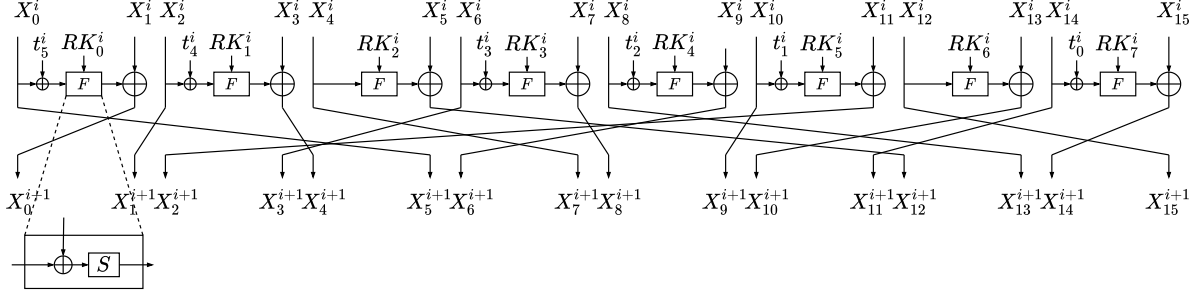 X_0^i X_1^i X_2^i X_3^i X_4^i X_5^i X_6^i X_7^i X_8^i X_9^i X_10^i X_11^i X_12^i X_13^i X_14^i X_15^i
t_5^i RK_0^i t_4^i RK_1^i RK_2^i t_3^i RK_3^i t_2^i RK_4^i t_1^i RK_5^i RK_6^i t_0^i RK_7^i
F F F F F F F F
X_0^{i+1} X_1^{i+1} X_2^{i+1} X_3^{i+1} X_4^{i+1} X_5^{i+1} X_6^{i+1} X_7^{i+1} X_8^{i+1} X_9^{i+1} X_10^{i+1} X_11^{i+1} X_12^{i+1} X_13^{i+1} X_14^{i+1} X_15^{i+1}
S